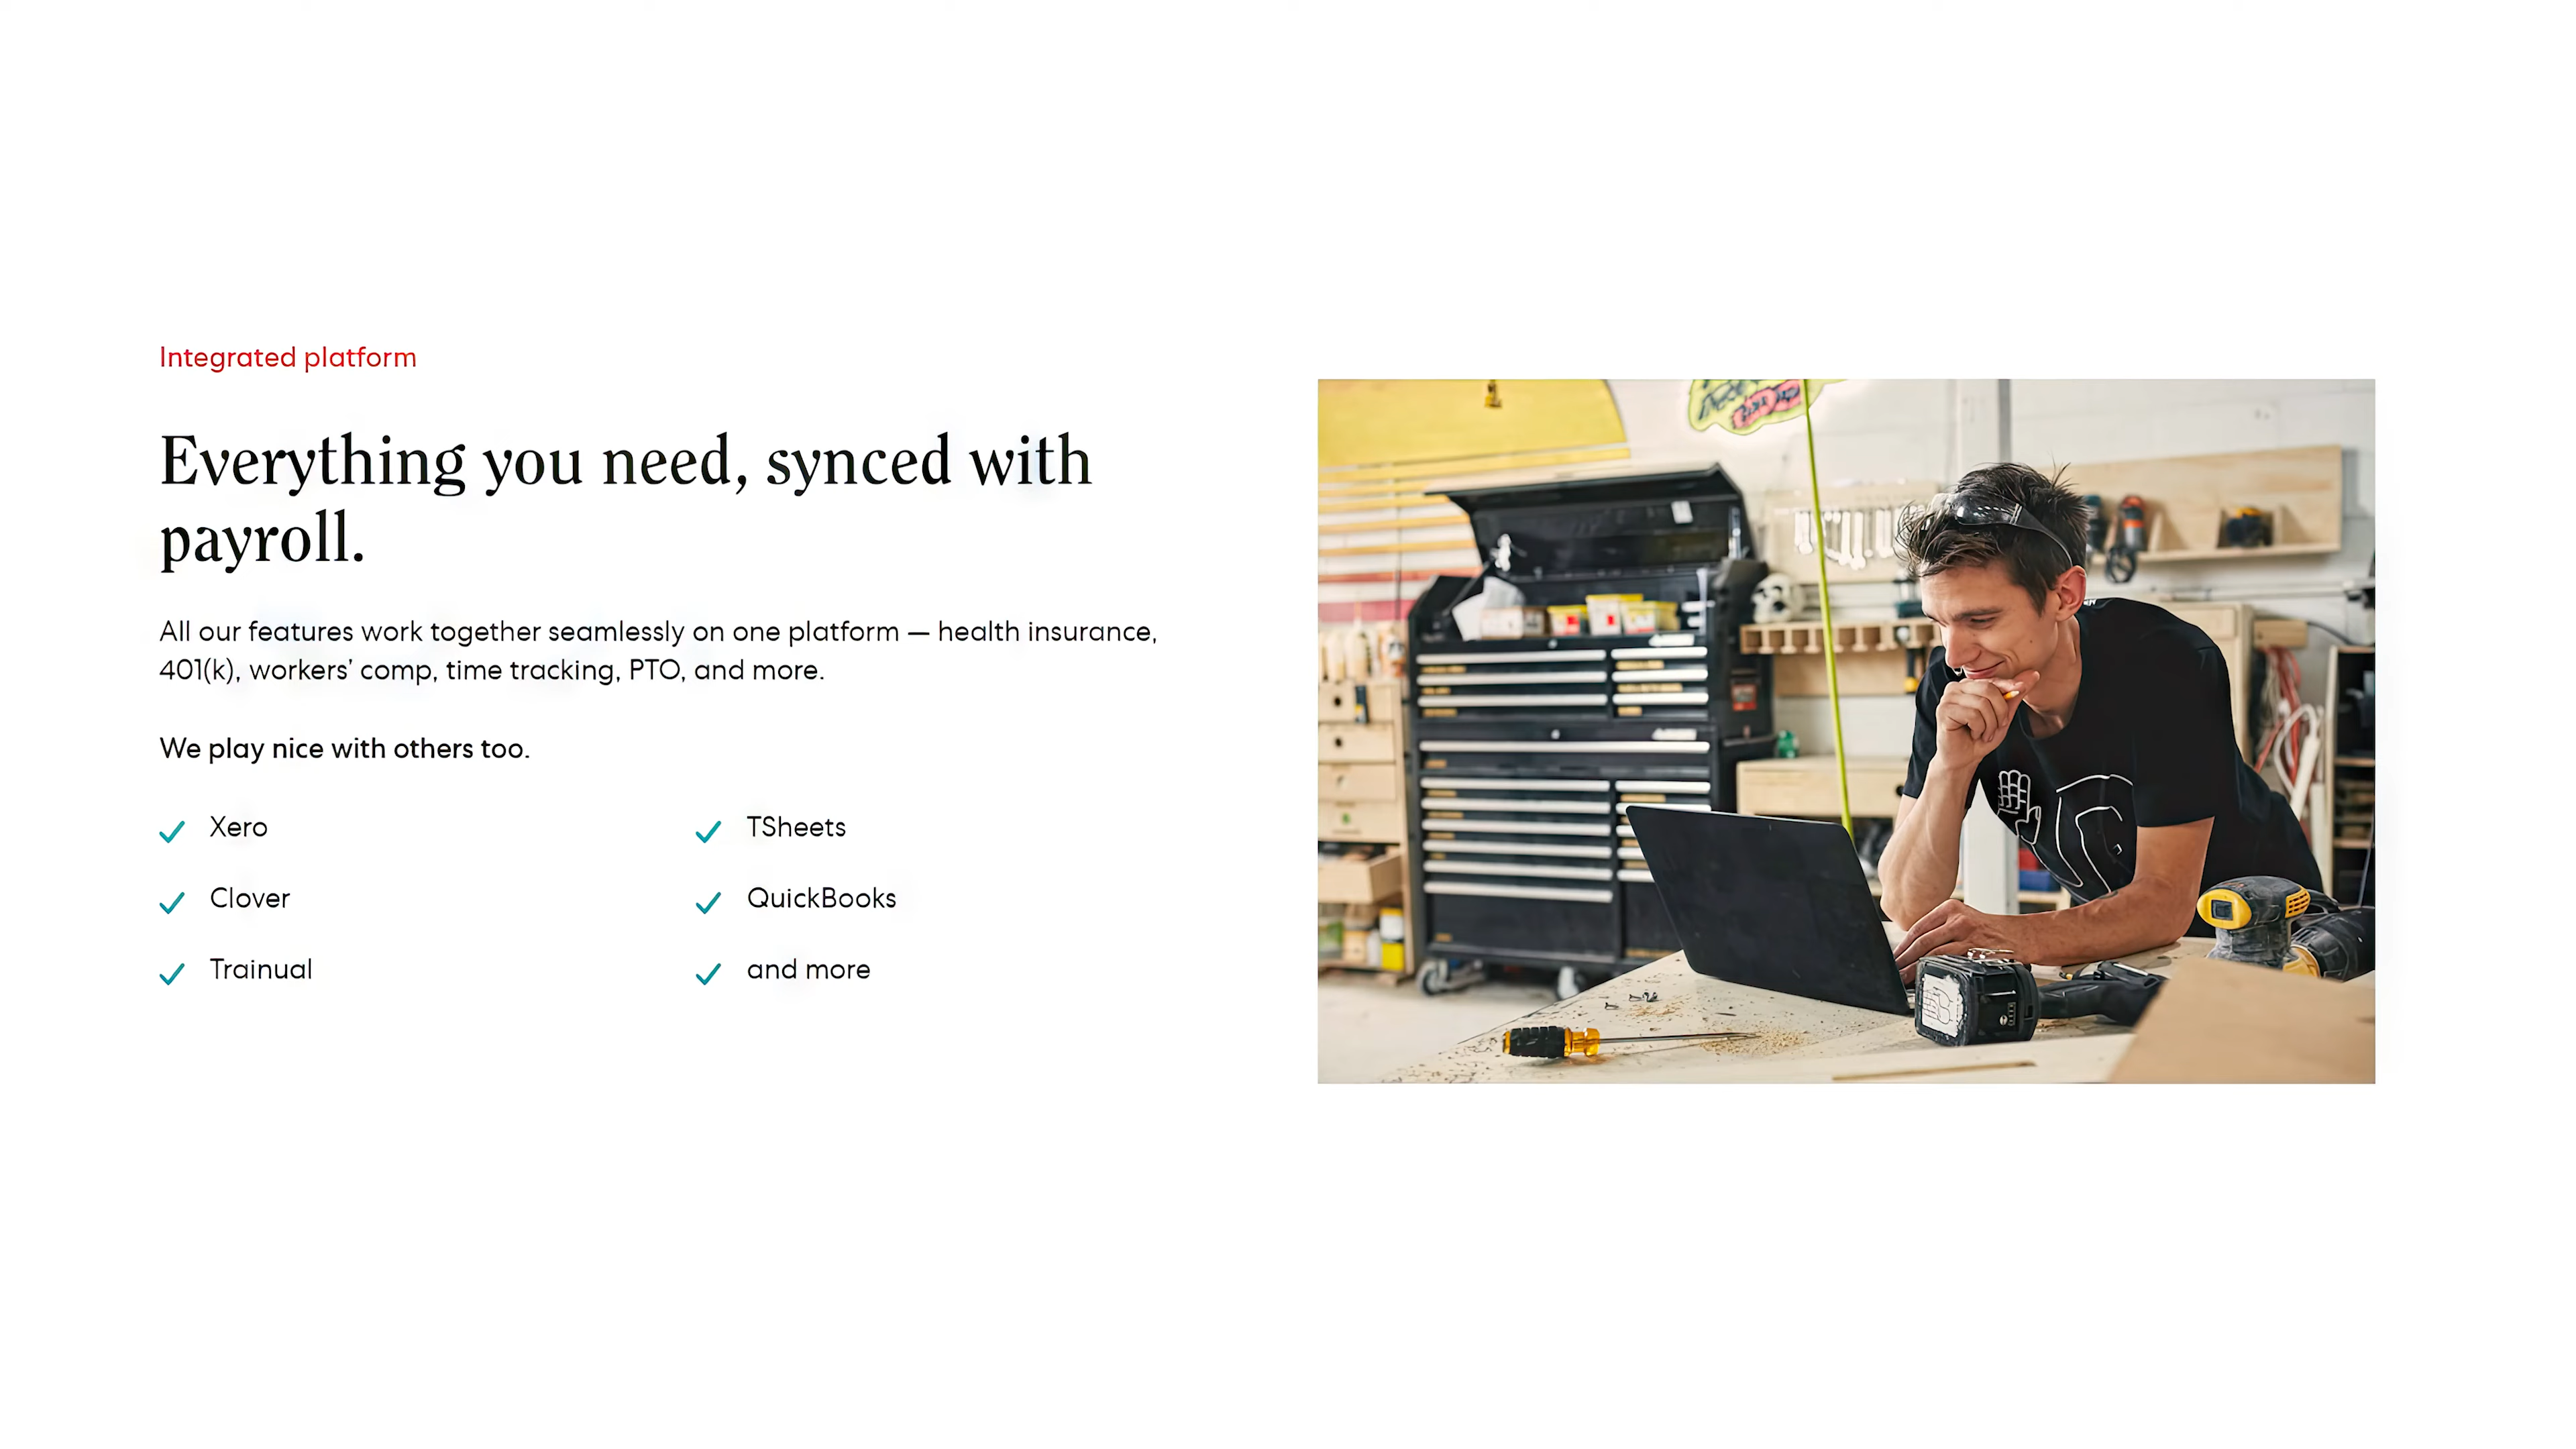 Integrated platform
Everything you need, synced with
payroll.
All our features work together seamlessly on one platform — health insurance,
401(k), workers’ comp, time tracking, PTO, and more.
We play nice with others too.
Xero
TSheets
Clover
QuickBooks
Trainual
and more